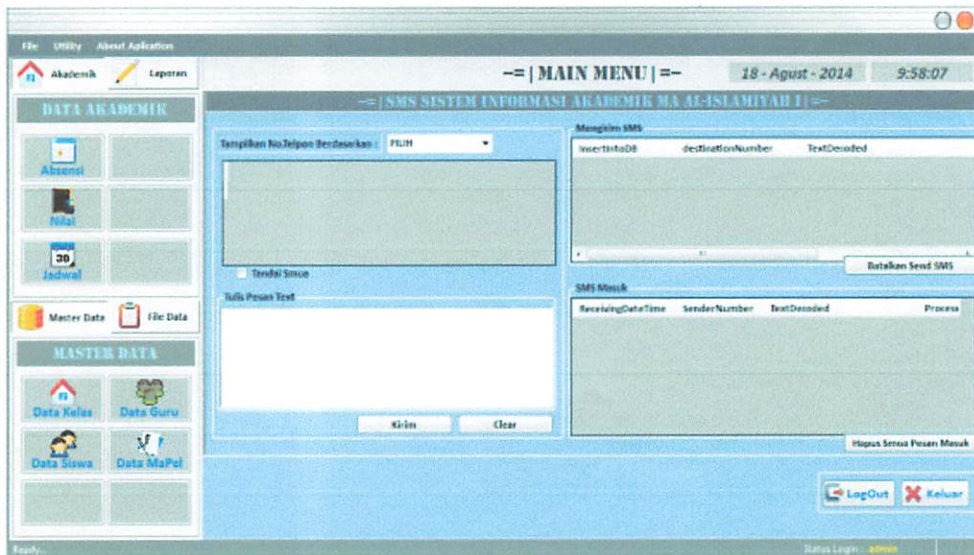 File Utility About Aplication
Akademik Laporan
-=| MAIN MENU |=-
18 - Agust - 2014
9:58:07
DATA AKADEMIK
-=| SMS SISTEM INFORMASI AKADEMIK MA AL-ISLAMIYAH I |=-
Absensi
Nilai
30
Jadwal
Master Data File Data
MASTER DATA
Data Kelas Data Guru
Data Siswa Data MaPel
Tampilkan No.Telpon Berdasarkan : PILIH
Tandai Smua
Tulis Pesan Text
Kirim Clear
Mengirim SMS
InsertIntoDB destinationNumber TextDecoded
Batalkan Send SMS
SMS Masuk
ReceivingDateTime SenderNumber TextDecoded Process
Hapus Semua Pesan Masuk
LogOut Keluar
Ready..
Status Login : admin